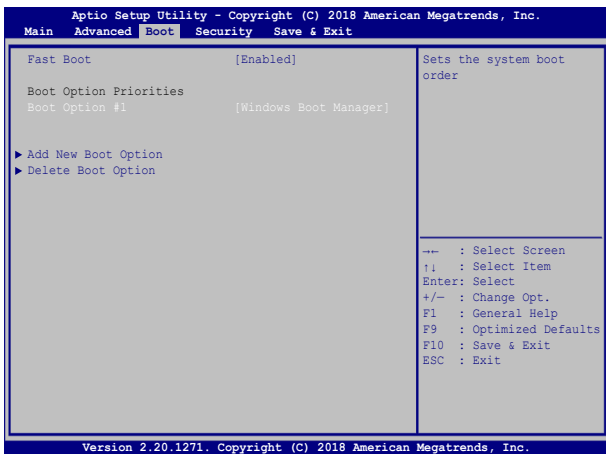 Aptio Setup Utility - Copyright (C) 2018 American Megatrends, Inc.
Main Advanced Boot Security Save & Exit
Fast Boot [Enabled]
Boot Option Priorities
Boot Option #1 [Windows Boot Manager]
▶ Add New Boot Option
▶ Delete Boot Option
Sets the system boot
order
→← : Select Screen
↑↓ : Select Item
Enter: Select
+/— : Change Opt.
F1 : General Help
F9 : Optimized Defaults
F10 : Save & Exit
ESC : Exit
Version 2.20.1271. Copyright (C) 2018 American Megatrends, Inc.